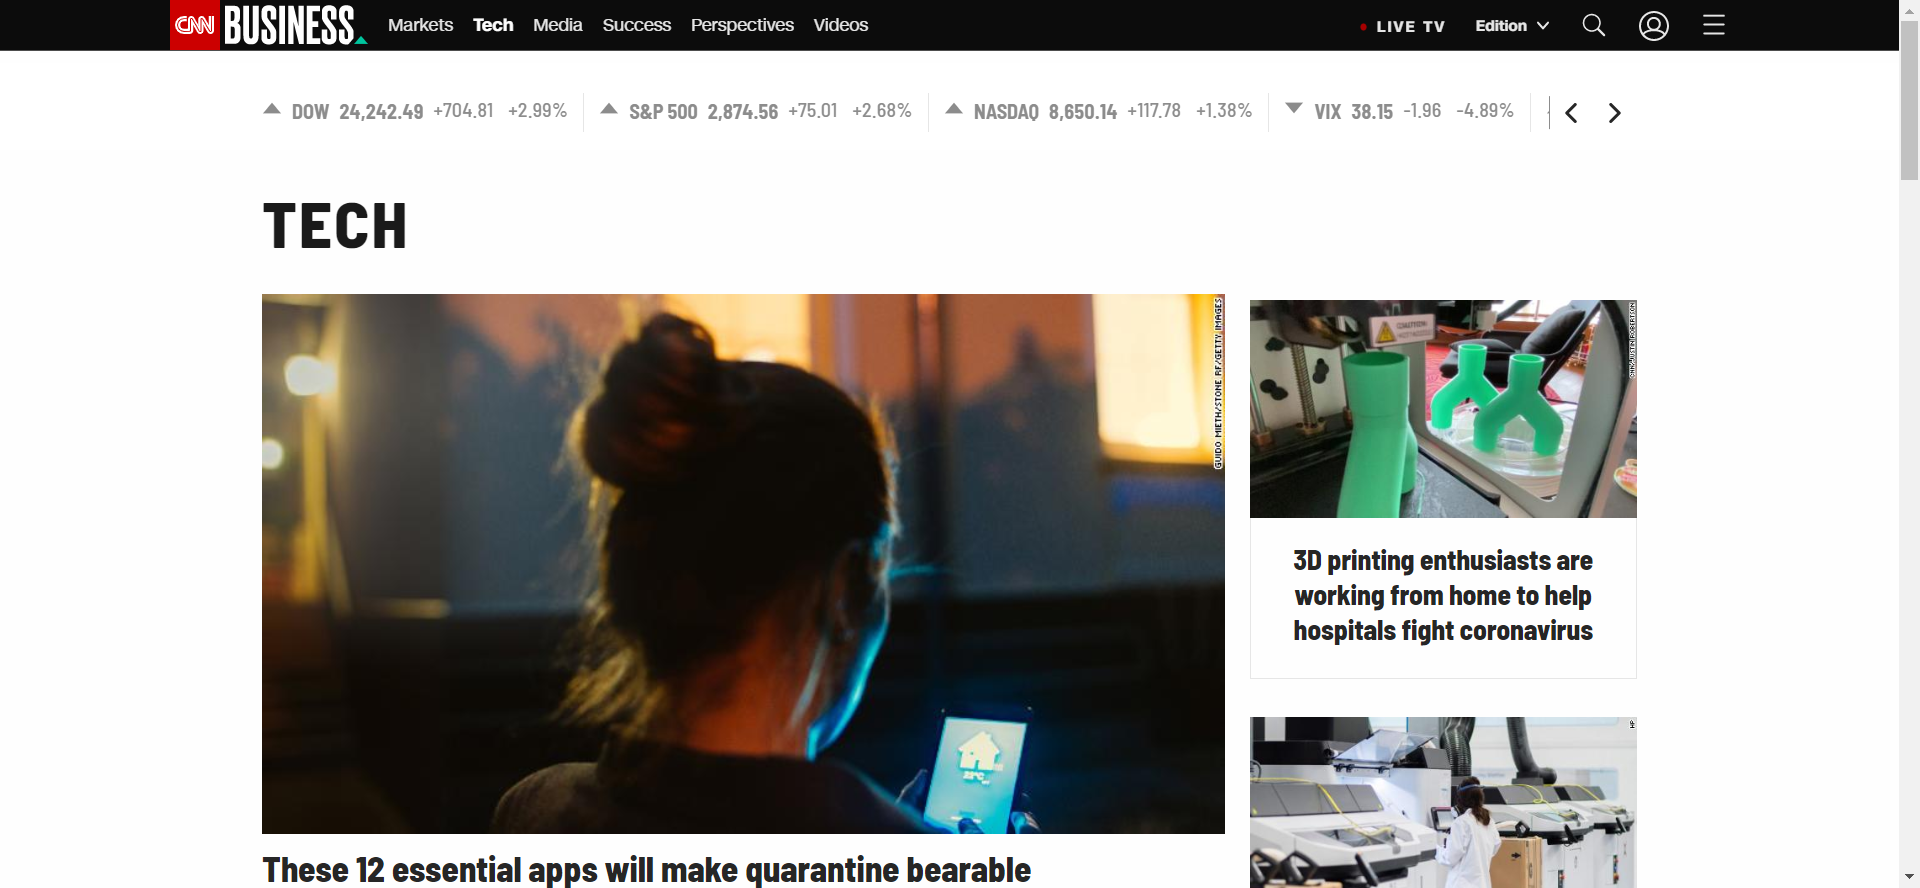 CNN BUSINESS Markets Tech Media Success Perspectives Videos LIVE TV Edition
DOW 24,242.49 +704.81 +2.99% S&P 500 2,874.56 +75.01 +2.68% NASDAQ 8,650.14 +117.78 +1.38% VIX 38.15 -1.96 -4.89%
TECH
GUIDO MIETH/STONE RF/GETTY IMAGES
22°C
These 12 essential apps will make quarantine bearable
3D printing enthusiasts are
working from home to help
hospitals fight coronavirus
HP